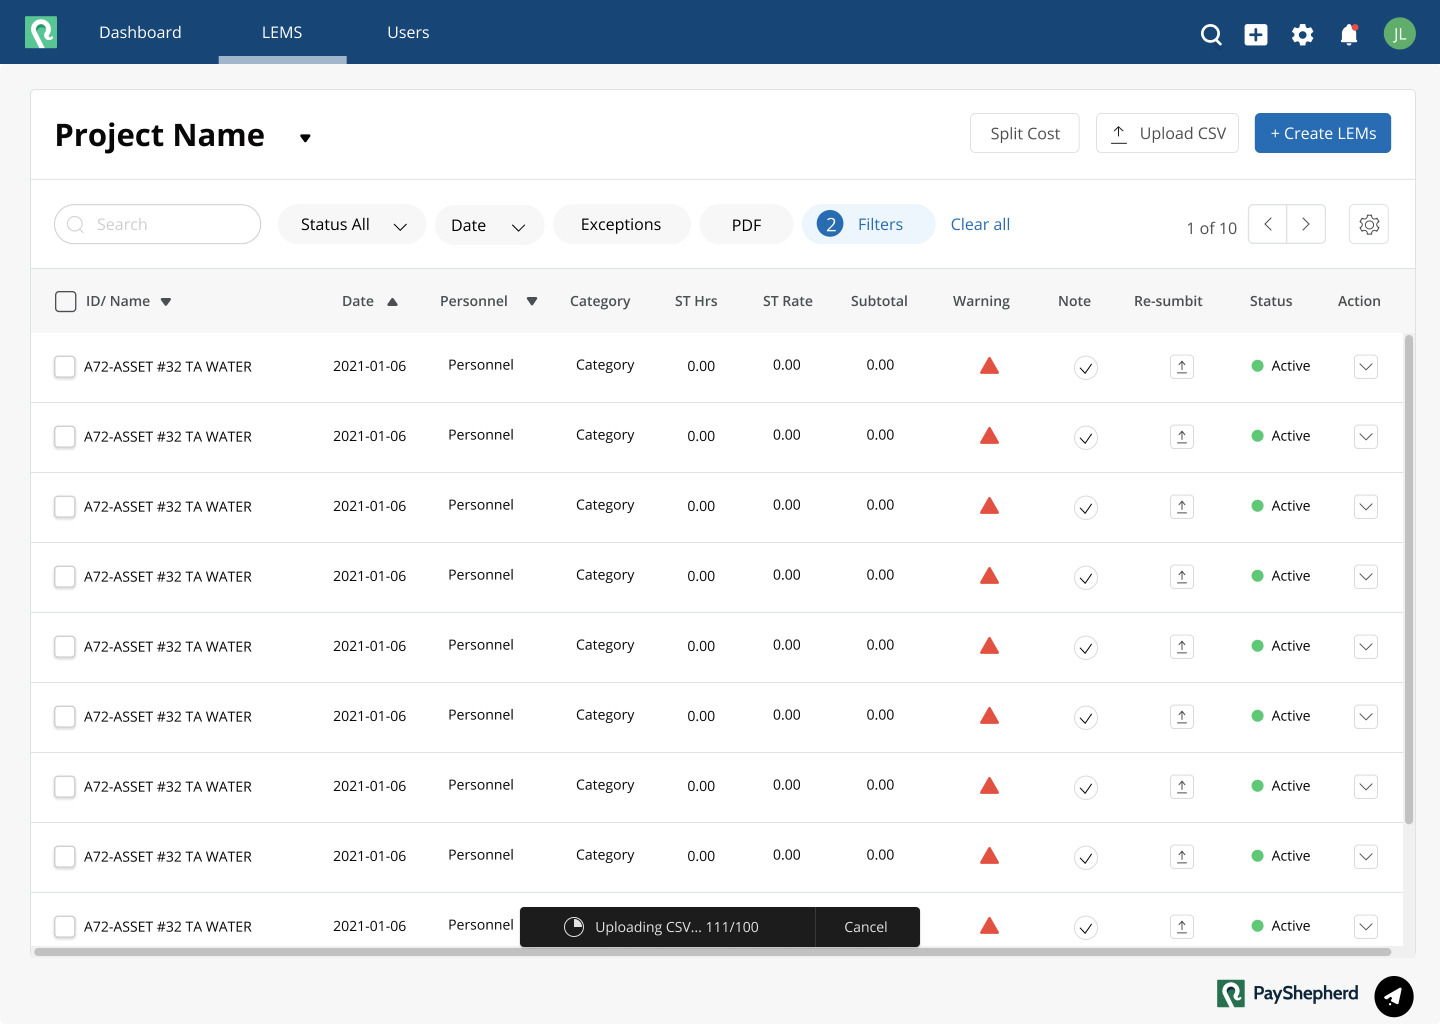 Dashboard LEMS Users JL
Project Name Split Cost Upload CSV + Create LEMs
Search Status All Date Exceptions PDF 2 Filters Clear all 1 of 10
ID/ Name Date Personnel Category ST Hrs ST Rate Subtotal Warning Note Re-sumbit Status Action
A72-ASSET #32 TA WATER 2021-01-06 Personnel Category 0.00 0.00 0.00 Active
A72-ASSET #32 TA WATER 2021-01-06 Personnel Category 0.00 0.00 0.00 Active
A72-ASSET #32 TA WATER 2021-01-06 Personnel Category 0.00 0.00 0.00 Active
A72-ASSET #32 TA WATER 2021-01-06 Personnel Category 0.00 0.00 0.00 Active
A72-ASSET #32 TA WATER 2021-01-06 Personnel Category 0.00 0.00 0.00 Active
A72-ASSET #32 TA WATER 2021-01-06 Personnel Category 0.00 0.00 0.00 Active
A72-ASSET #32 TA WATER 2021-01-06 Personnel Category 0.00 0.00 0.00 Active
A72-ASSET #32 TA WATER 2021-01-06 Personnel Category 0.00 0.00 0.00 Active
A72-ASSET #32 TA WATER 2021-01-06 Personnel Active
Uploading CSV... 111/100 Cancel
PayShepherd